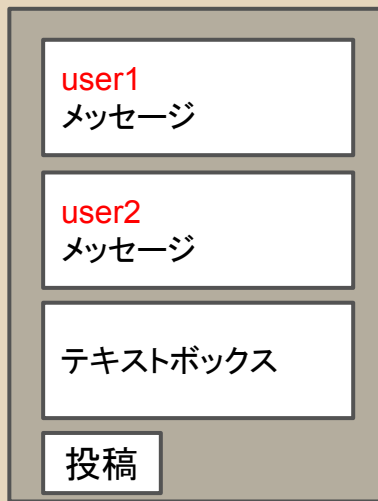 user1
メッセージ
user2
メッセージ
テキストボックス
投稿